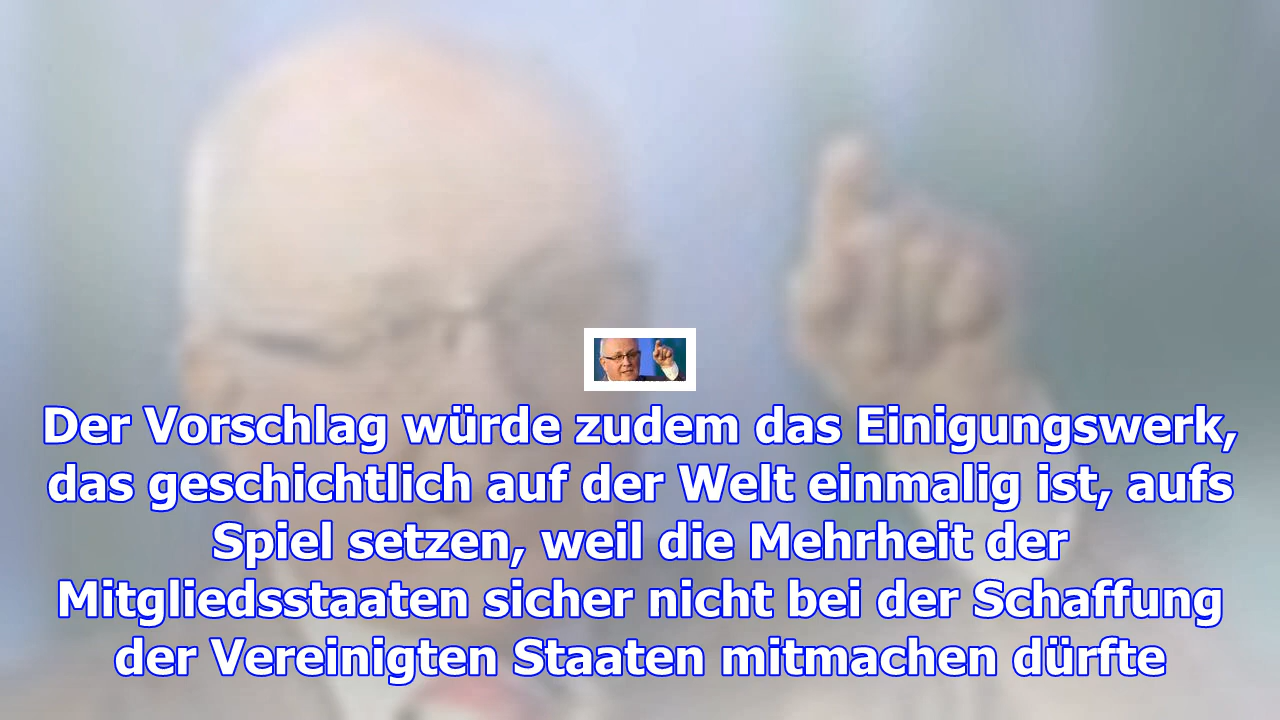 Der Vorschlag würde zudem das Einigungswerk,
das geschichtlich auf der Welt einmalig ist, aufs
Spiel setzen, weil die Mehrheit der
Mitgliedsstaaten sicher nicht bei der Schaffung
der Vereinigten Staaten mitmachen dürfte